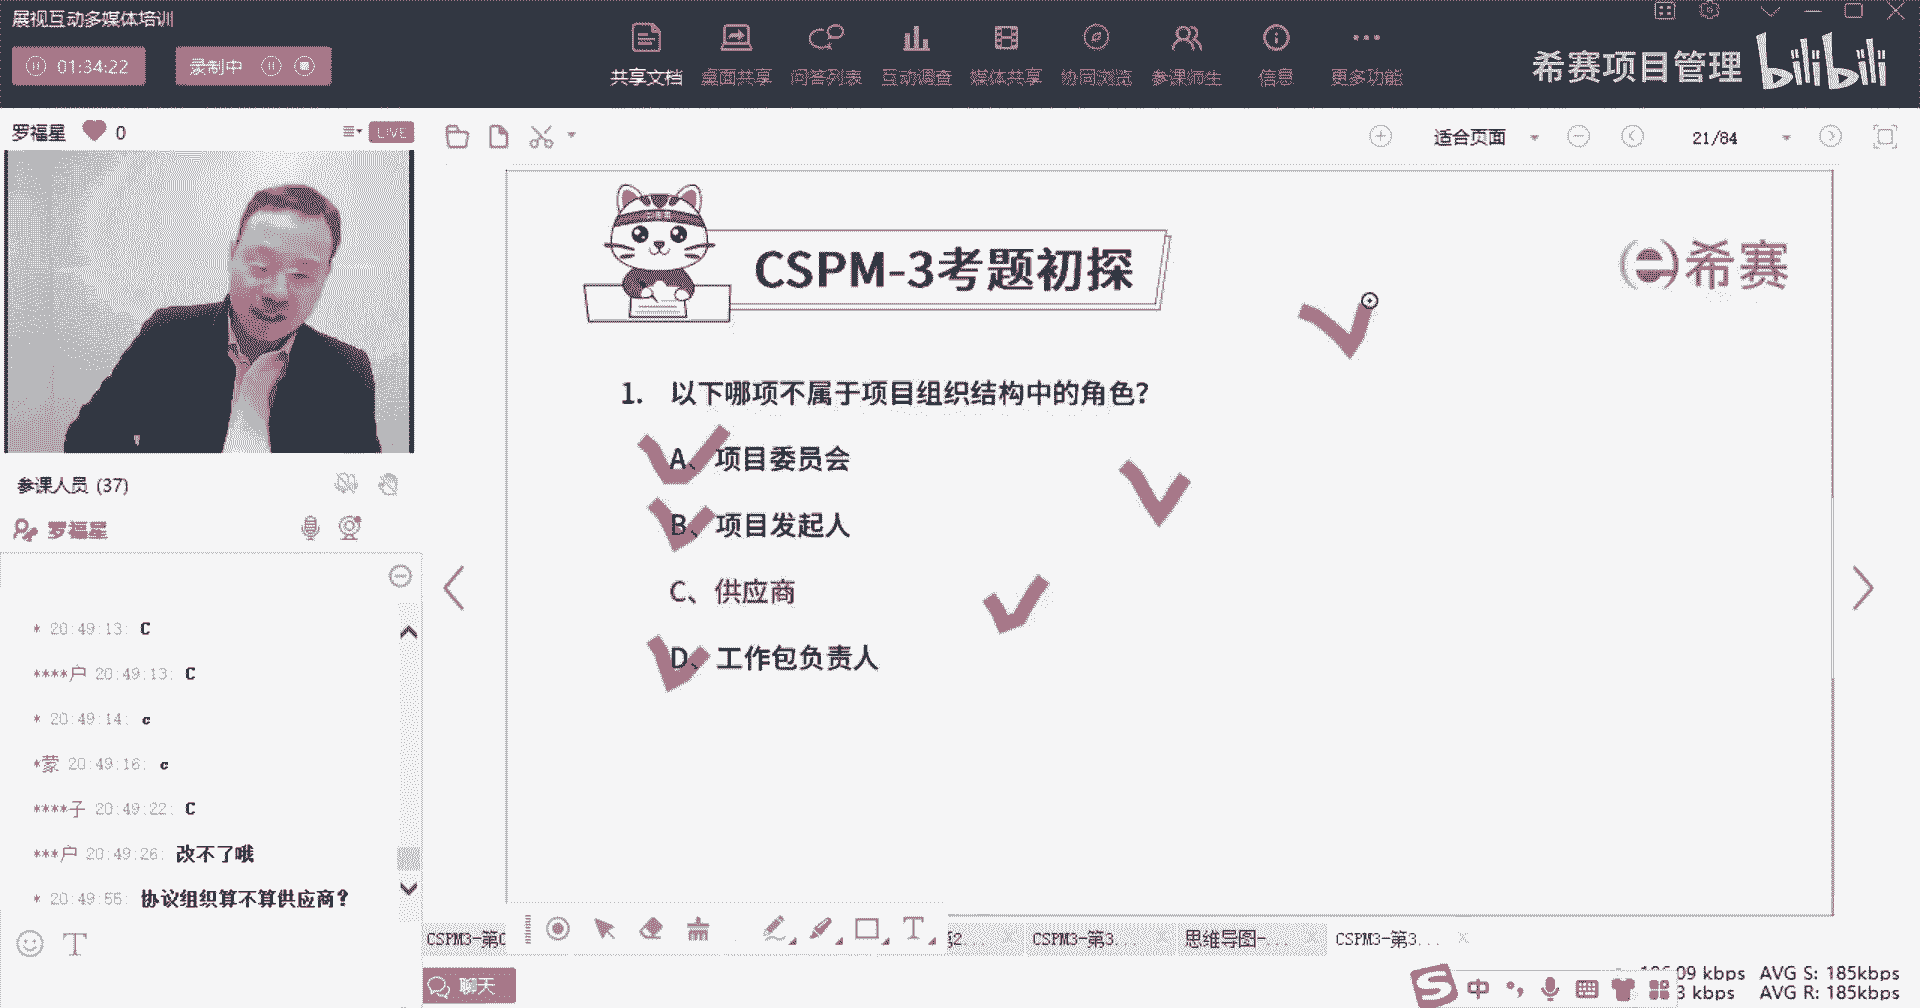 展视互动多媒体培训
01:34:22
录制中
共享文档
桌面共享
问答列表
互动调查
媒体共享
协同浏览
参课师生
信息
更多功能
希赛项目管理 bilibili
罗福星 0
LIVE
适合页面
21/84
CSPM-3考题初探
希赛
1. 以下哪项不属于项目组织结构中的角色?
A、项目委员会
B、项目发起人
C、供应商
D、工作包负责人
参课人员 (37)
罗福星
* 20:49:13: C
****户 20:49:13: C
* 20:49:14: c
*蒙 20:49:16: c
****子 20:49:22: C
***户 20:49:26: 改不了哦
* 20:49:55: 协议组织算不算供应商?
T
T
CSPM3-第
2...
CSPM3-第3...
思维导图-...
CSPM3-第3...
聊天
09 kbps AVG S: 185kbps
3 kbps AVG R: 185kbps
S 中